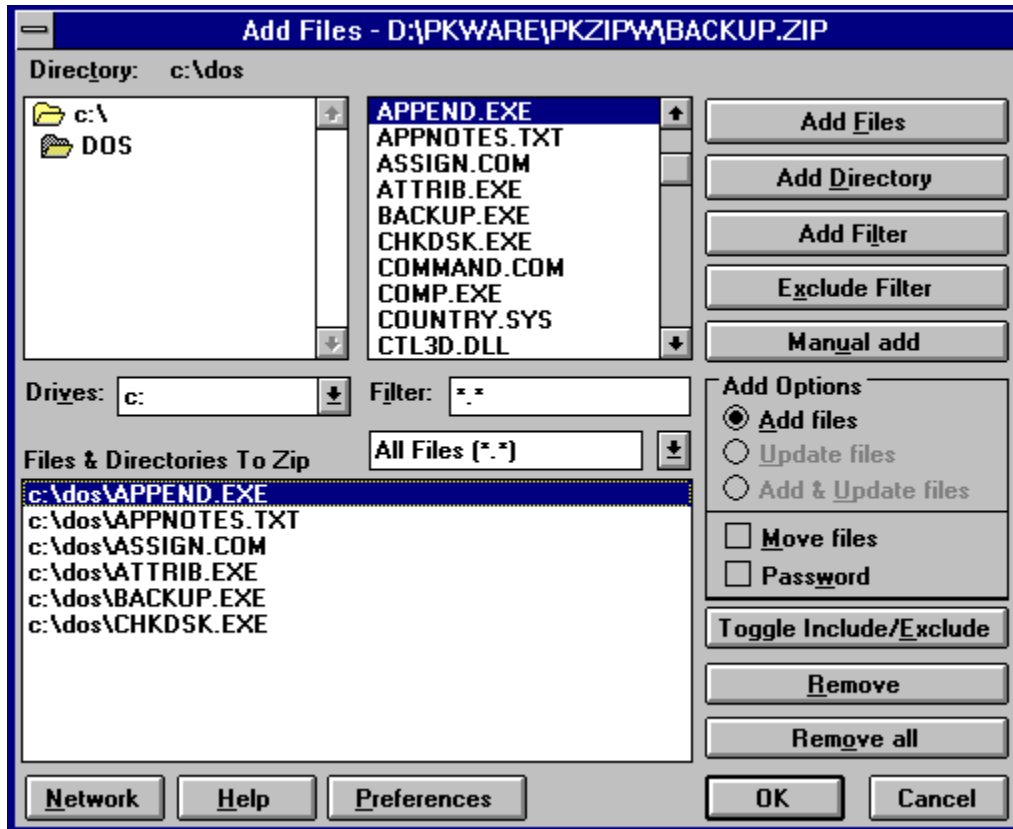 Add Files - D:\PKWARE\PKZIPW\BACKUP.ZIP
Directory: c:\dos
c:\
DOS
APPEND.EXE
APPNOTES.TXT
ASSIGN.COM
ATTRIB.EXE
BACKUP.EXE
CHKDSK.EXE
COMMAND.COM
COMP.EXE
COUNTRY.SYS
CTL3D.DLL
Add Files
Add Directory
Add Filter
Exclude Filter
Manual add
Drives: c:
Filter: *.*
All Files (*.*)
Add Options
Add files
Update files
Add & Update files
Move files
Password
Files & Directories To Zip
c:\dos\APPEND.EXE
c:\dos\APPNOTES.TXT
c:\dos\ASSIGN.COM
c:\dos\ATTRIB.EXE
c:\dos\BACKUP.EXE
c:\dos\CHKDSK.EXE
Toggle Include/Exclude
Remove
Remove all
Network
Help
Preferences
OK
Cancel